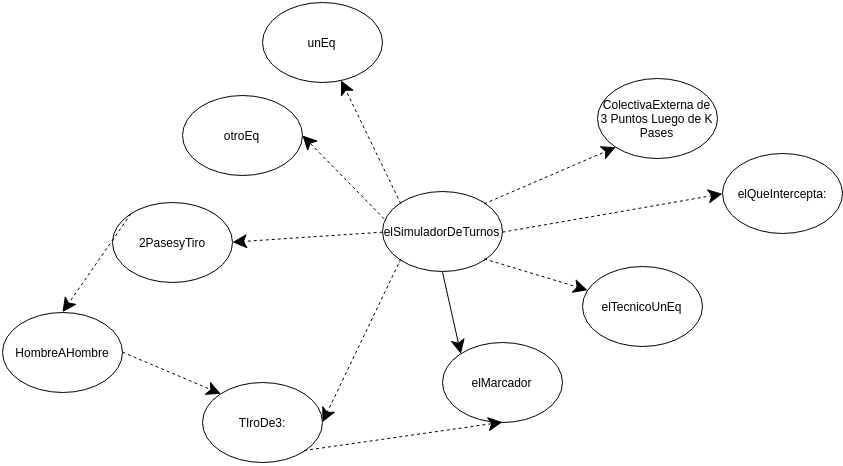 unEq
ColectivaExterna de
3 Puntos Luego de K
Pases
otroEq
elQueIntercepta:
elSimuladorDeTurnos
2PasesyTiro
elTecnicoUnEq
HombreAHombre
elMarcador
TIroDe3: